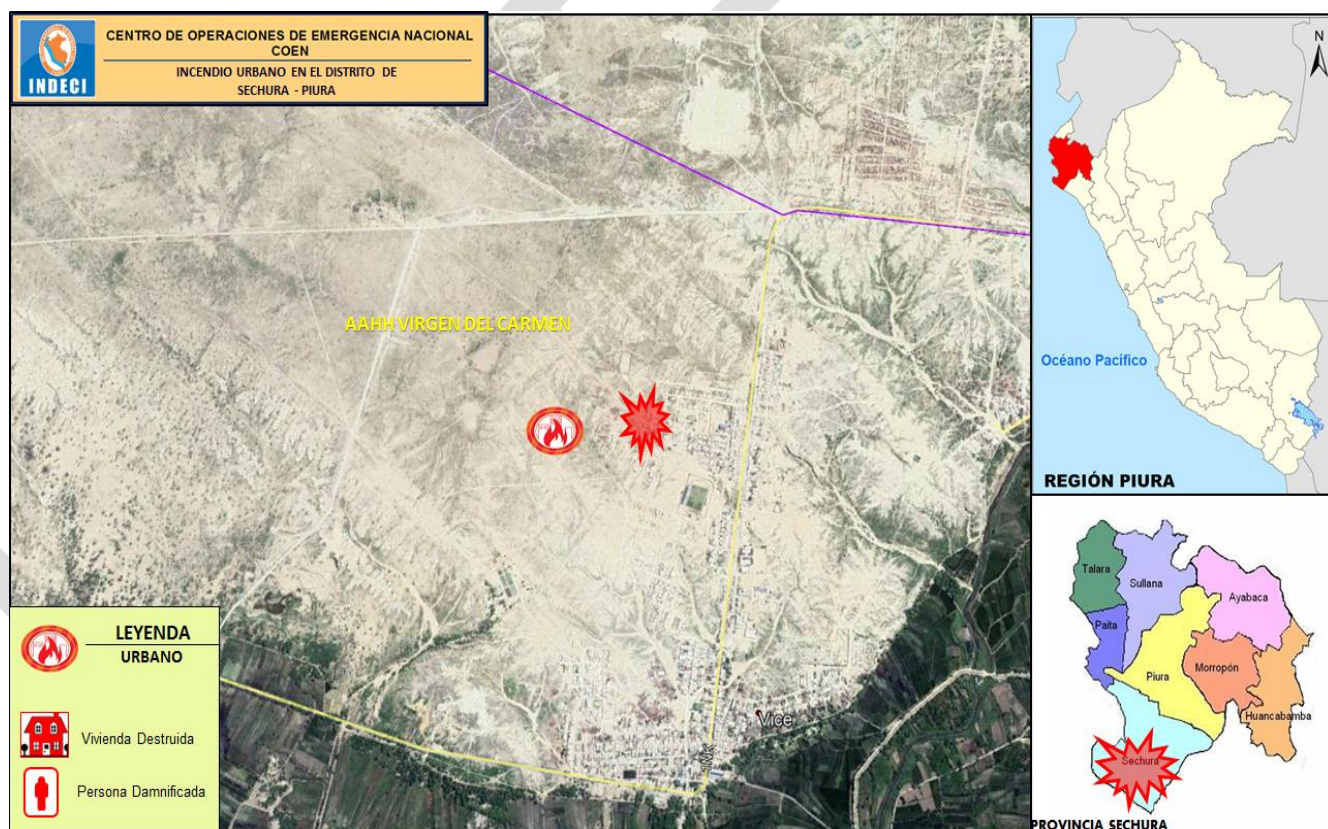 INDECI
CENTRO DE OPERACIONES DE EMERGENCIA NACIONAL
COEN
INCENDIO URBANO EN EL DISTRITO DE
SECHURA - PIURA
AAHH VIRGEN DEL CARMEN
Vice
LEYENDA
URBANO
Vivienda Destruida
Persona Damnificada
N
Océano Pacífico
REGIÓN PIURA
Talara
Sullana
Ayabaca
Paita
Piura
Morropón
Huancabamba
Sechura
PROVINCIA SECHURA